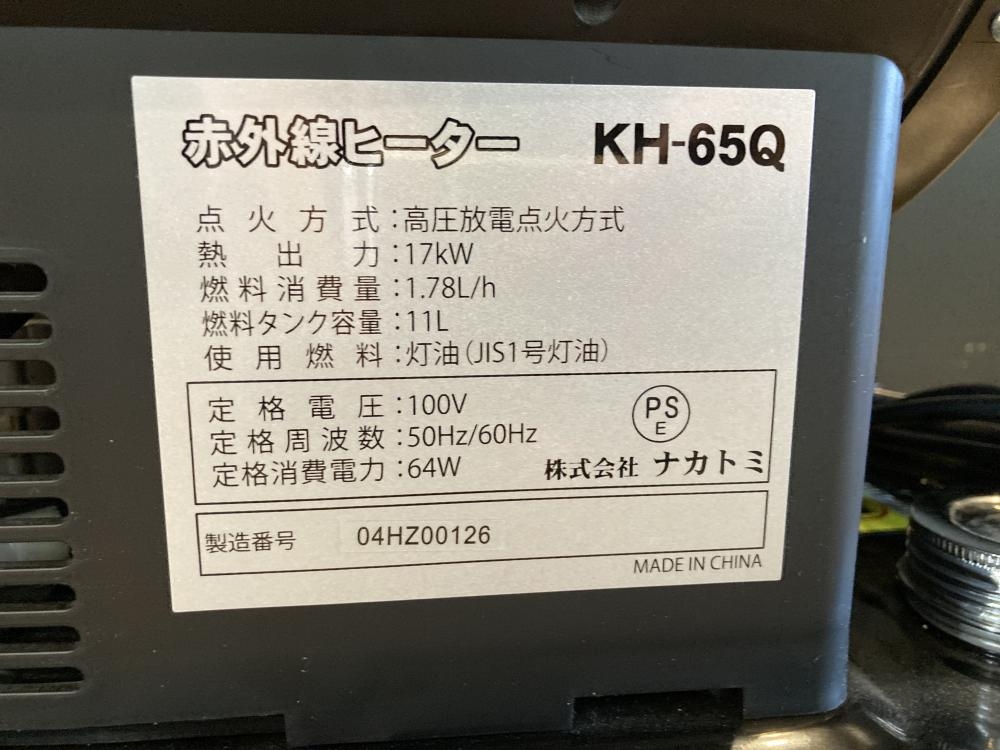 赤外線ヒーター KH-65Q
点火方式:高圧放電点火方式
熱出力:17kW
燃料消費量:1.78L/h
燃料タンク容量:11L
使用燃料:灯油(JIS1号灯油)
定格電圧:100V
定格周波数:50Hz/60Hz
定格消費電力:64W
PS
E
株式会社 ナカトミ
製造番号 04HZ00126
MADE IN CHINA